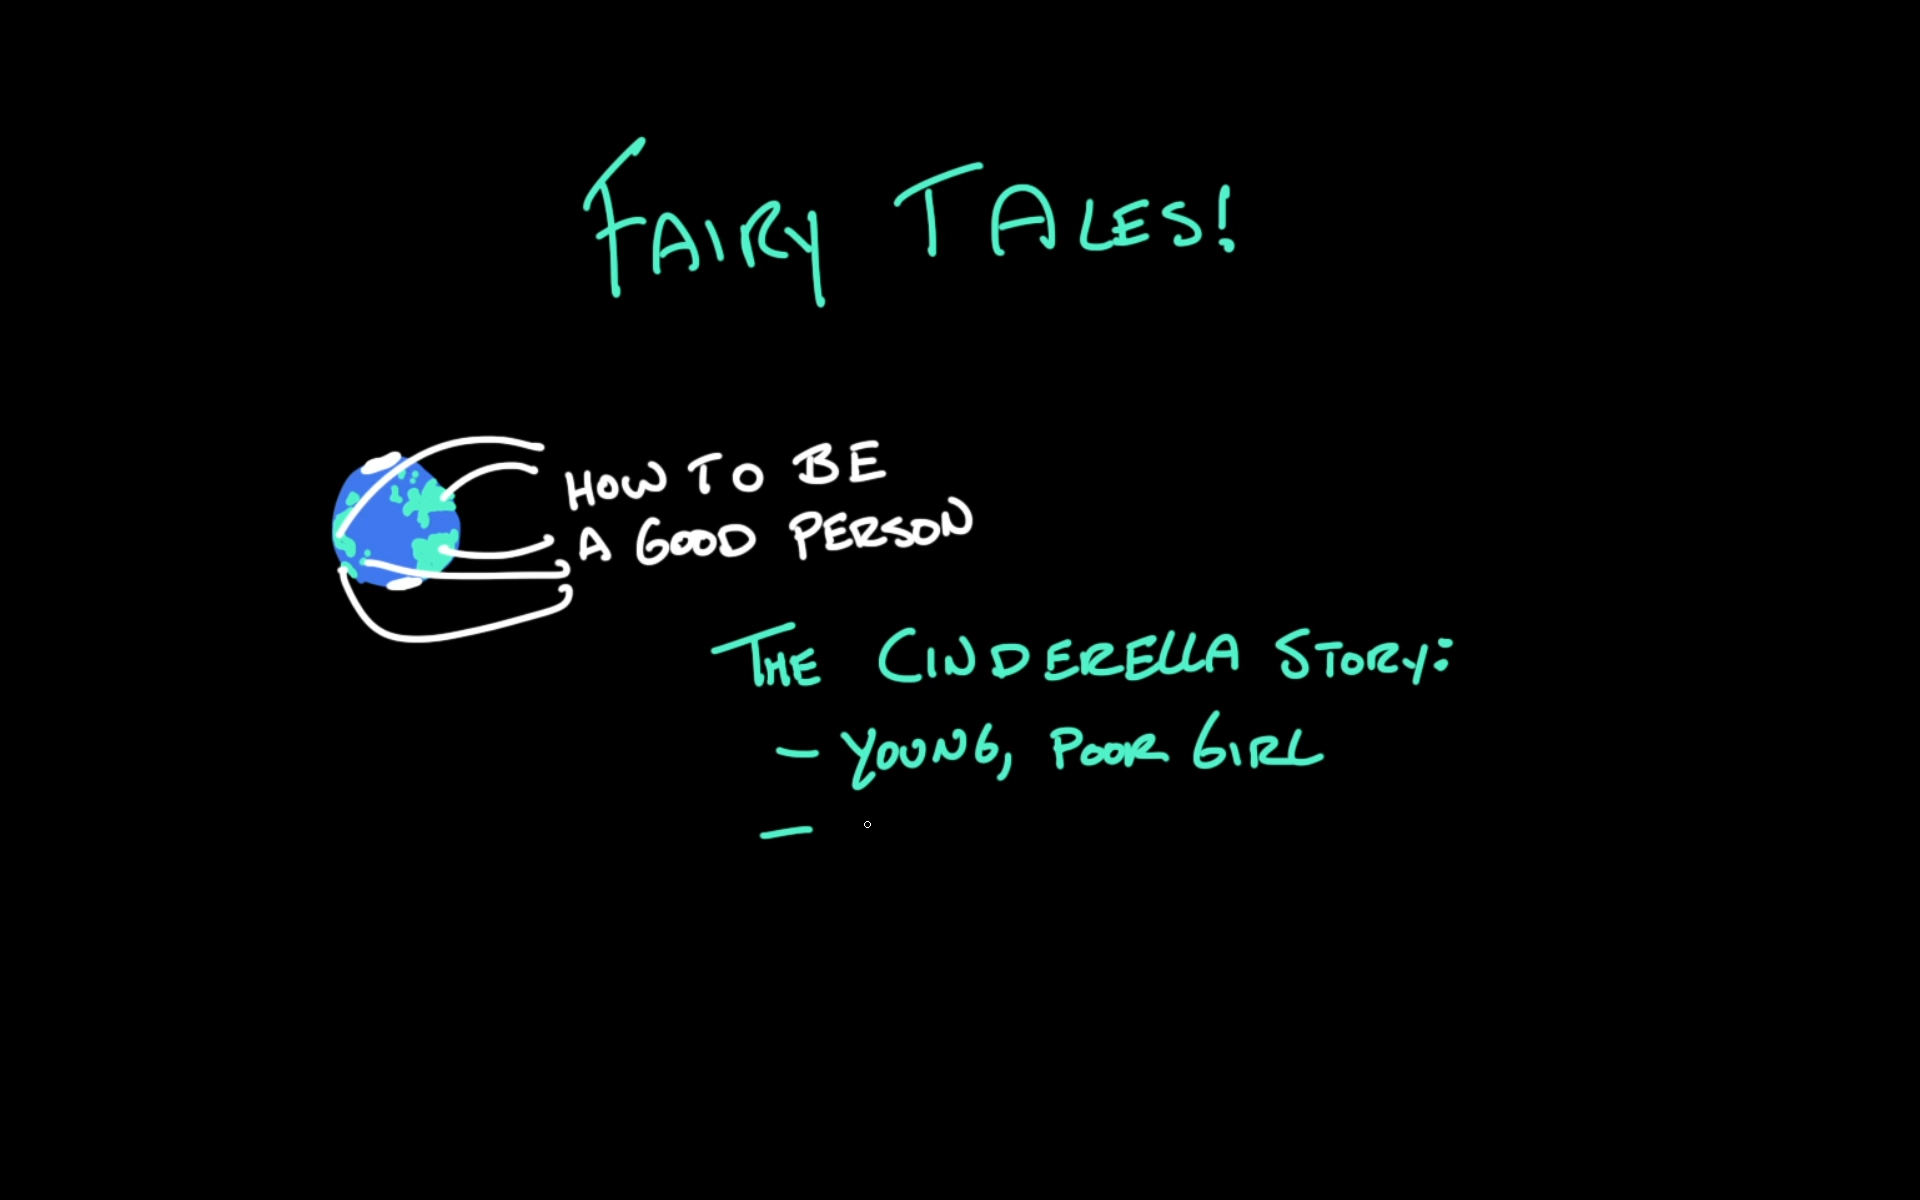 FAIRY TALES!
HOW TO BE
A GOOD PERSON
THE CINDERELLA STORY:
- YOUNG, POOR GIRL
-